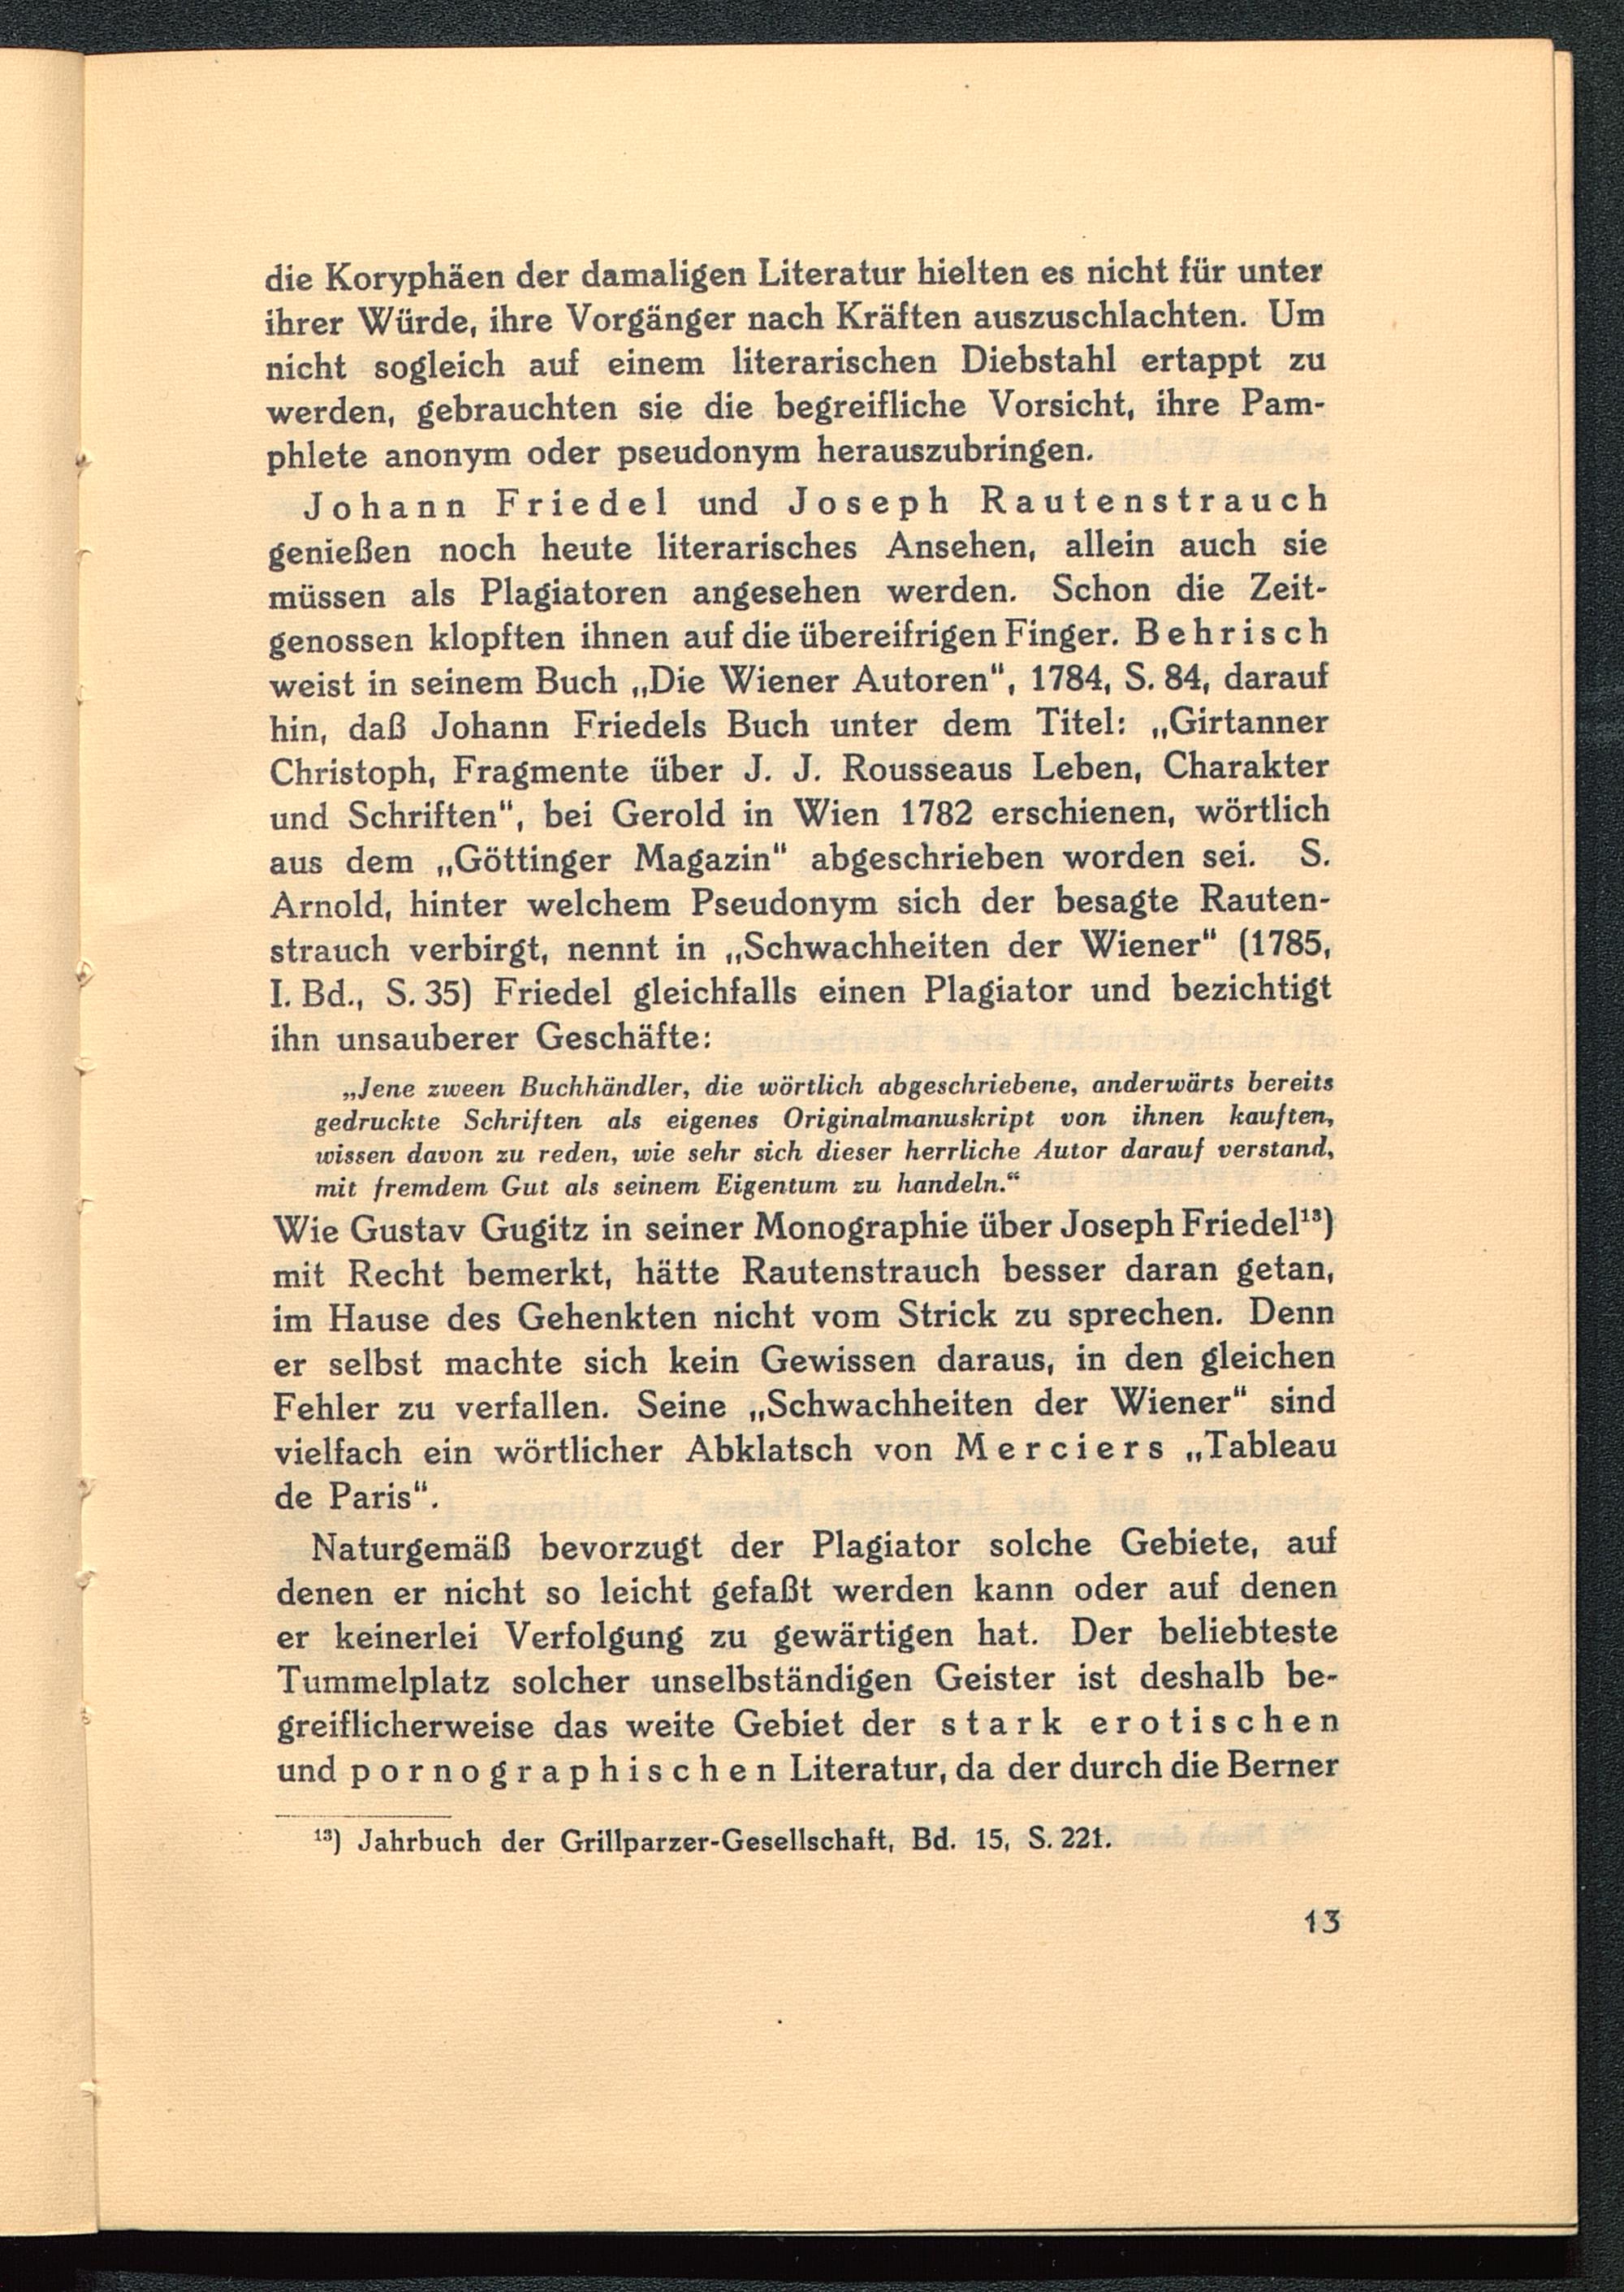 die Koryphäen der damaligen Literatur hielten es nicht für unter
ihrer Würde, ihre Vorgänger nach Kräften auszuschlachten. Um
nicht sogleich auf einem literarischen Diebstahl ertappt zu
werden, gebrauchten sie die begreifliche Vorsicht, ihre Pam-
phlete anonym oder pseudonym herauszubringen.
Johann Friedel und Joseph Rautenstrauch
genießen noch heute literarisches Ansehen, allein auch sie
müssen als Plagiatoren angesehen werden. Schon die Zeit-
genossen klopften ihnen auf die übereifrigen Finger. Behrisch
weist in seinem Buch „Die Wiener Autoren“, 1784, S. 84, darauf
hin, daß Johann Friedels Buch unter dem Titel: „Girtanner
Christoph, Fragmente über J. J. Rousseaus Leben, Charakter
und Schriften“, bei Gerold in Wien 1782 erschienen, wörtlich
aus dem „Göttinger Magazin“ abgeschrieben worden sei. S.
Arnold, hinter welchem Pseudonym sich der besagte Rauten-
strauch verbirgt, nennt in „Schwachheiten der Wiener“ (1785,
I. Bd., S. 35) Friedel gleichfalls einen Plagiator und bezichtigt
ihn unsauberer Geschäfte:
„Jene zween Buchhändler, die wörtlich abgeschriebene, anderwärts bereits
gedruckte Schriften als eigenes Originalmanuskript von ihnen kauften,
wissen davon zu reden, wie sehr sich dieser herrliche Autor darauf verstand,
mit fremdem Gut als seinem Eigentum zu handeln.“
Wie Gustav Gugitz in seiner Monographie über Joseph Friedel¹³)
mit Recht bemerkt, hätte Rautenstrauch besser daran getan,
im Hause des Gehenkten nicht vom Strick zu sprechen. Denn
er selbst machte sich kein Gewissen daraus, in den gleichen
Fehler zu verfallen. Seine „Schwachheiten der Wiener“ sind
vielfach ein wörtlicher Abklatsch von Merciers „Tableau
de Paris“.
Naturgemäß bevorzugt der Plagiator solche Gebiete, auf
denen er nicht so leicht gefaßt werden kann oder auf denen
er keinerlei Verfolgung zu gewärtigen hat. Der beliebteste
Tummelplatz solcher unselbständigen Geister ist deshalb be-
greiflicherweise das weite Gebiet der stark erotischen
und pornographischen Literatur, da der durch die Berner
¹³) Jahrbuch der Grillparzer-Gesellschaft, Bd. 15, S. 221.
13